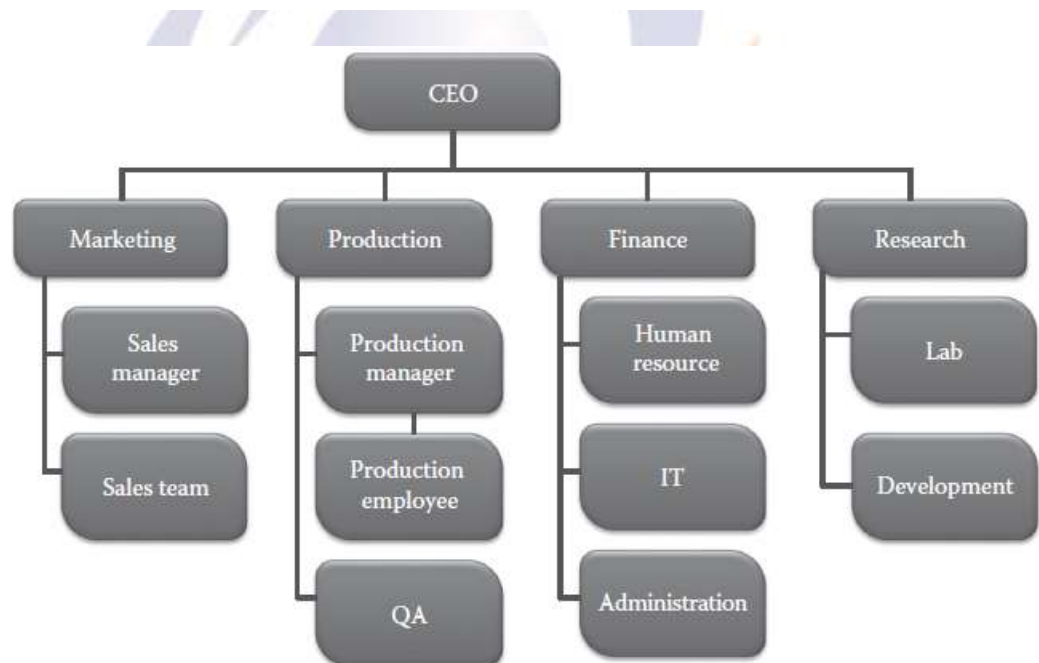 CEO
Marketing
Production
Finance
Research
Sales
manager
Sales team
Production
manager
Production
employee
QA
Human
resource
IT
Administration
Lab
Development